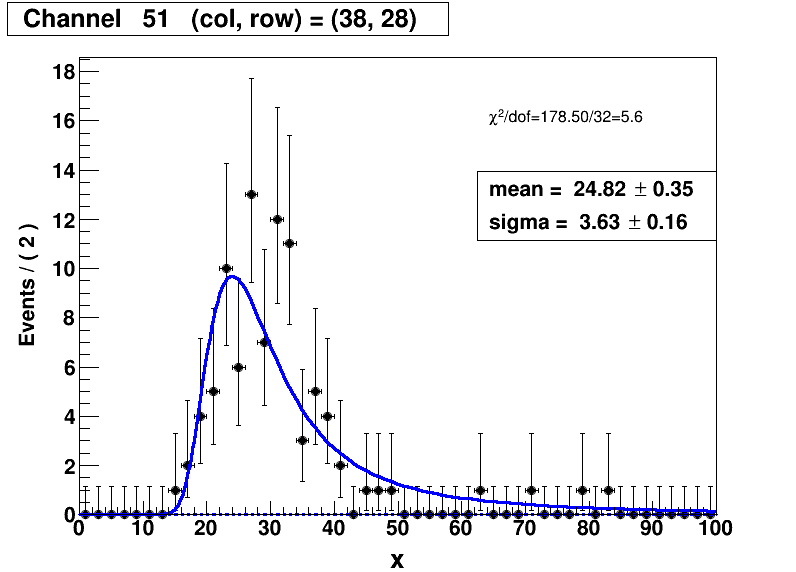 Channel 51 (col, row) = (38, 28)
χ²/dof=178.50/32=5.6
mean = 24.82 ± 0.35
sigma = 3.63 ± 0.16
Events / ( 2 )
18
16
14
12
10
8
6
4
2
0
0 10 20 30 40 50 60 70 80 90 100
x